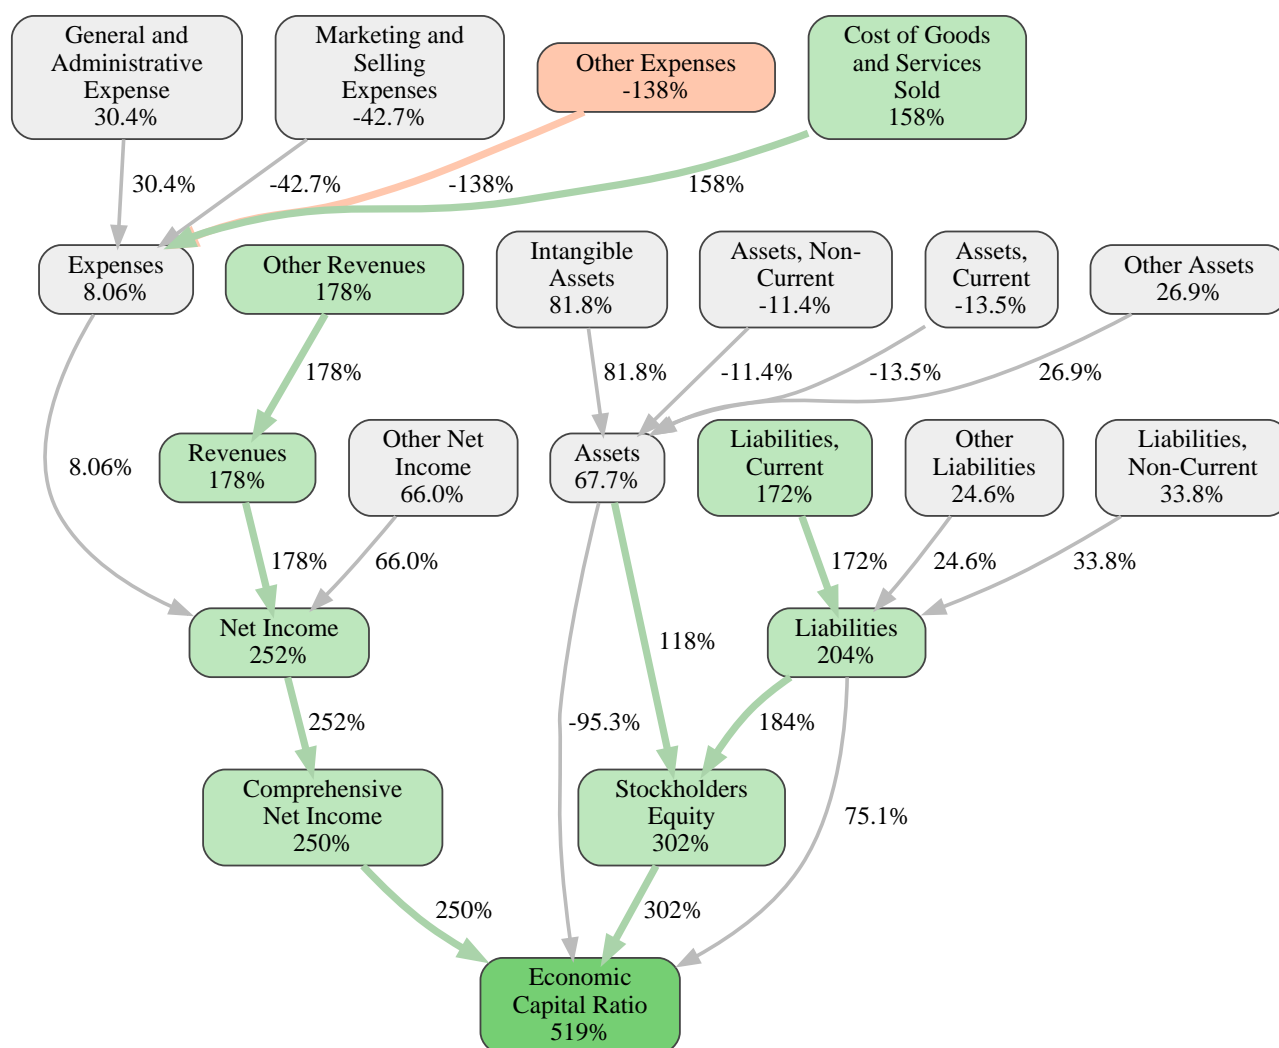 General and
Administrative
Expense
30.4%
Marketing and
Selling
Expenses
-42.7%
Other Expenses
-138%
Cost of Goods
and Services
Sold
158%
30.4%
-42.7%
-138%
158%
Expenses
8.06%
Other Revenues
178%
Intangible
Assets
81.8%
Assets, Non-
Current
-11.4%
Assets,
Current
-13.5%
Other Assets
26.9%
178%
81.8%
-11.4%
-13.5%
26.9%
8.06%
Revenues
178%
Other Net
Income
66.0%
Assets
67.7%
Liabilities,
Current
172%
Other
Liabilities
24.6%
Liabilities,
Non-Current
33.8%
178%
66.0%
172%
24.6%
33.8%
Net Income
252%
118%
Liabilities
204%
252%
-95.3%
184%
Comprehensive
Net Income
250%
Stockholders
Equity
302%
75.1%
250%
302%
Economic
Capital Ratio
519%